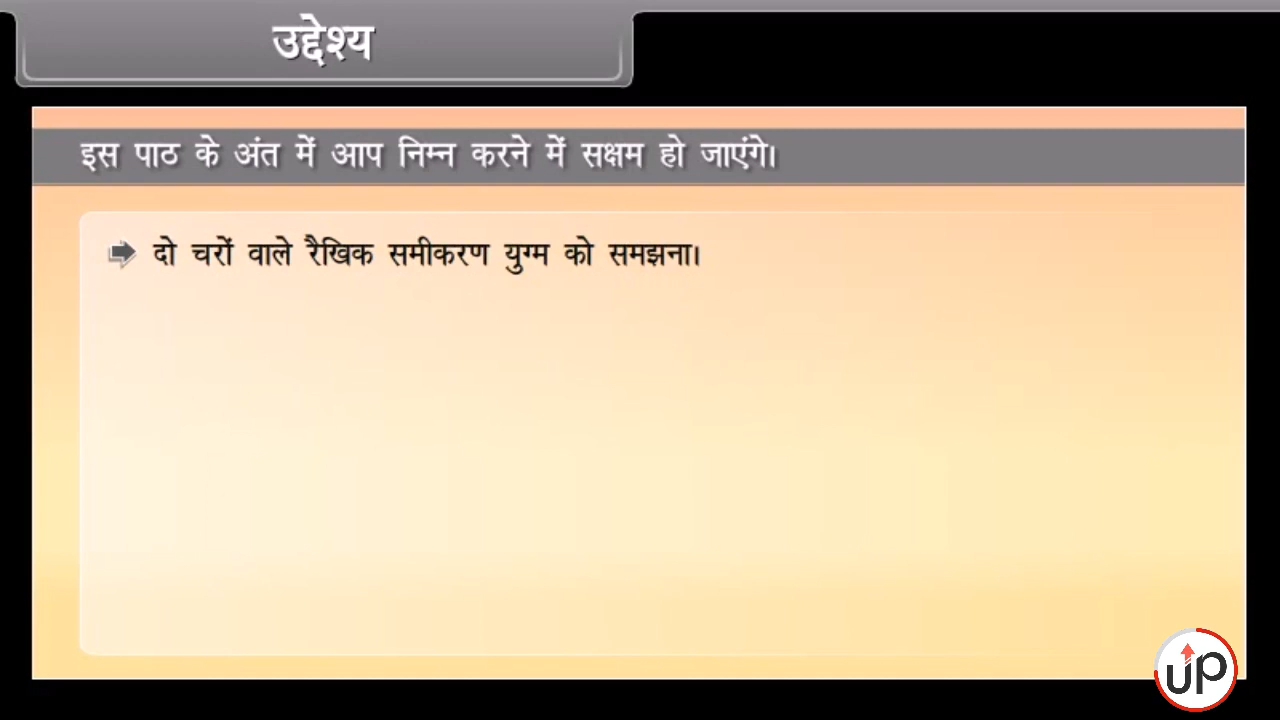 उद्देश्य
इस पाठ के अंत में आप निम्न करने में सक्षम हो जाएंगे।
दो चरों वाले रैखिक समीकरण युग्म को समझना।
UP